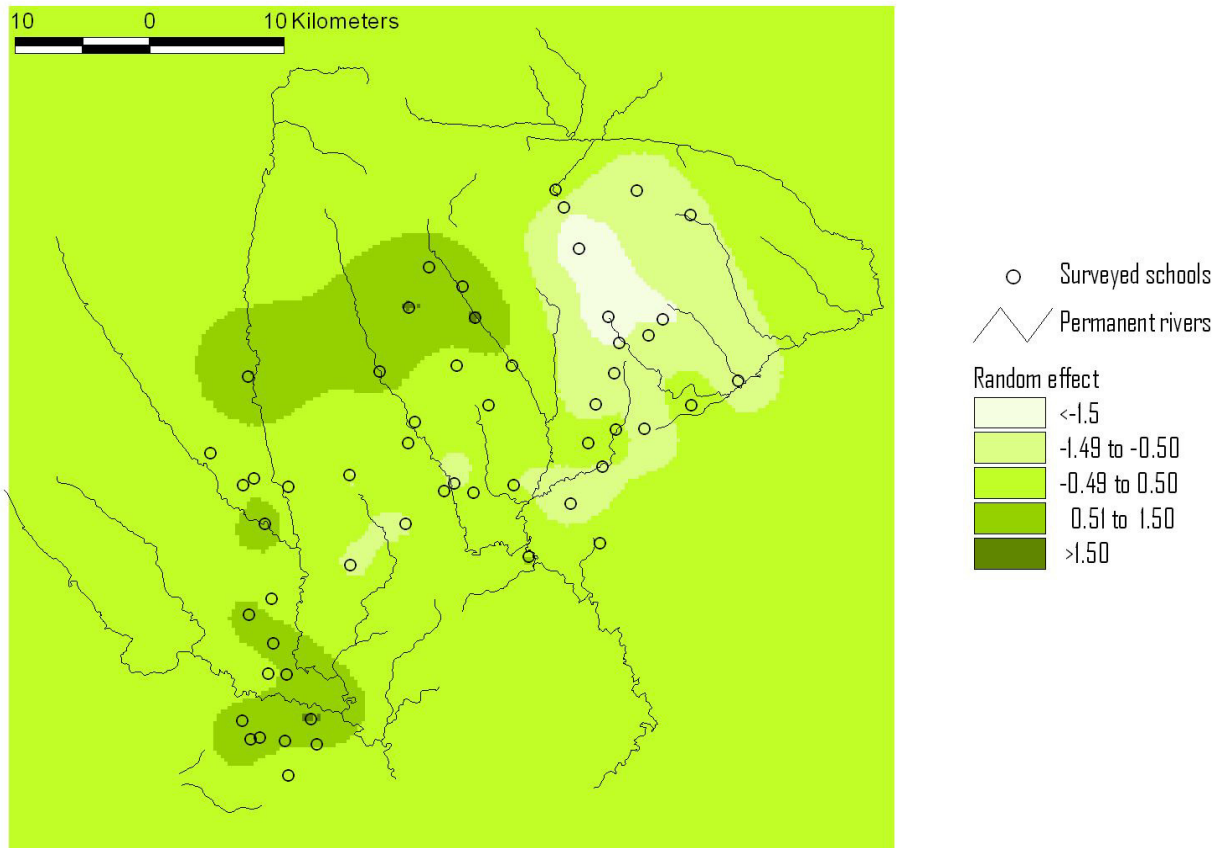 10 0 10 Kilometers
Surveyed schools
Permanent rivers
Random effect
<-1.5
-1.49 to -0.50
-0.49 to 0.50
0.51 to 1.50
>1.50